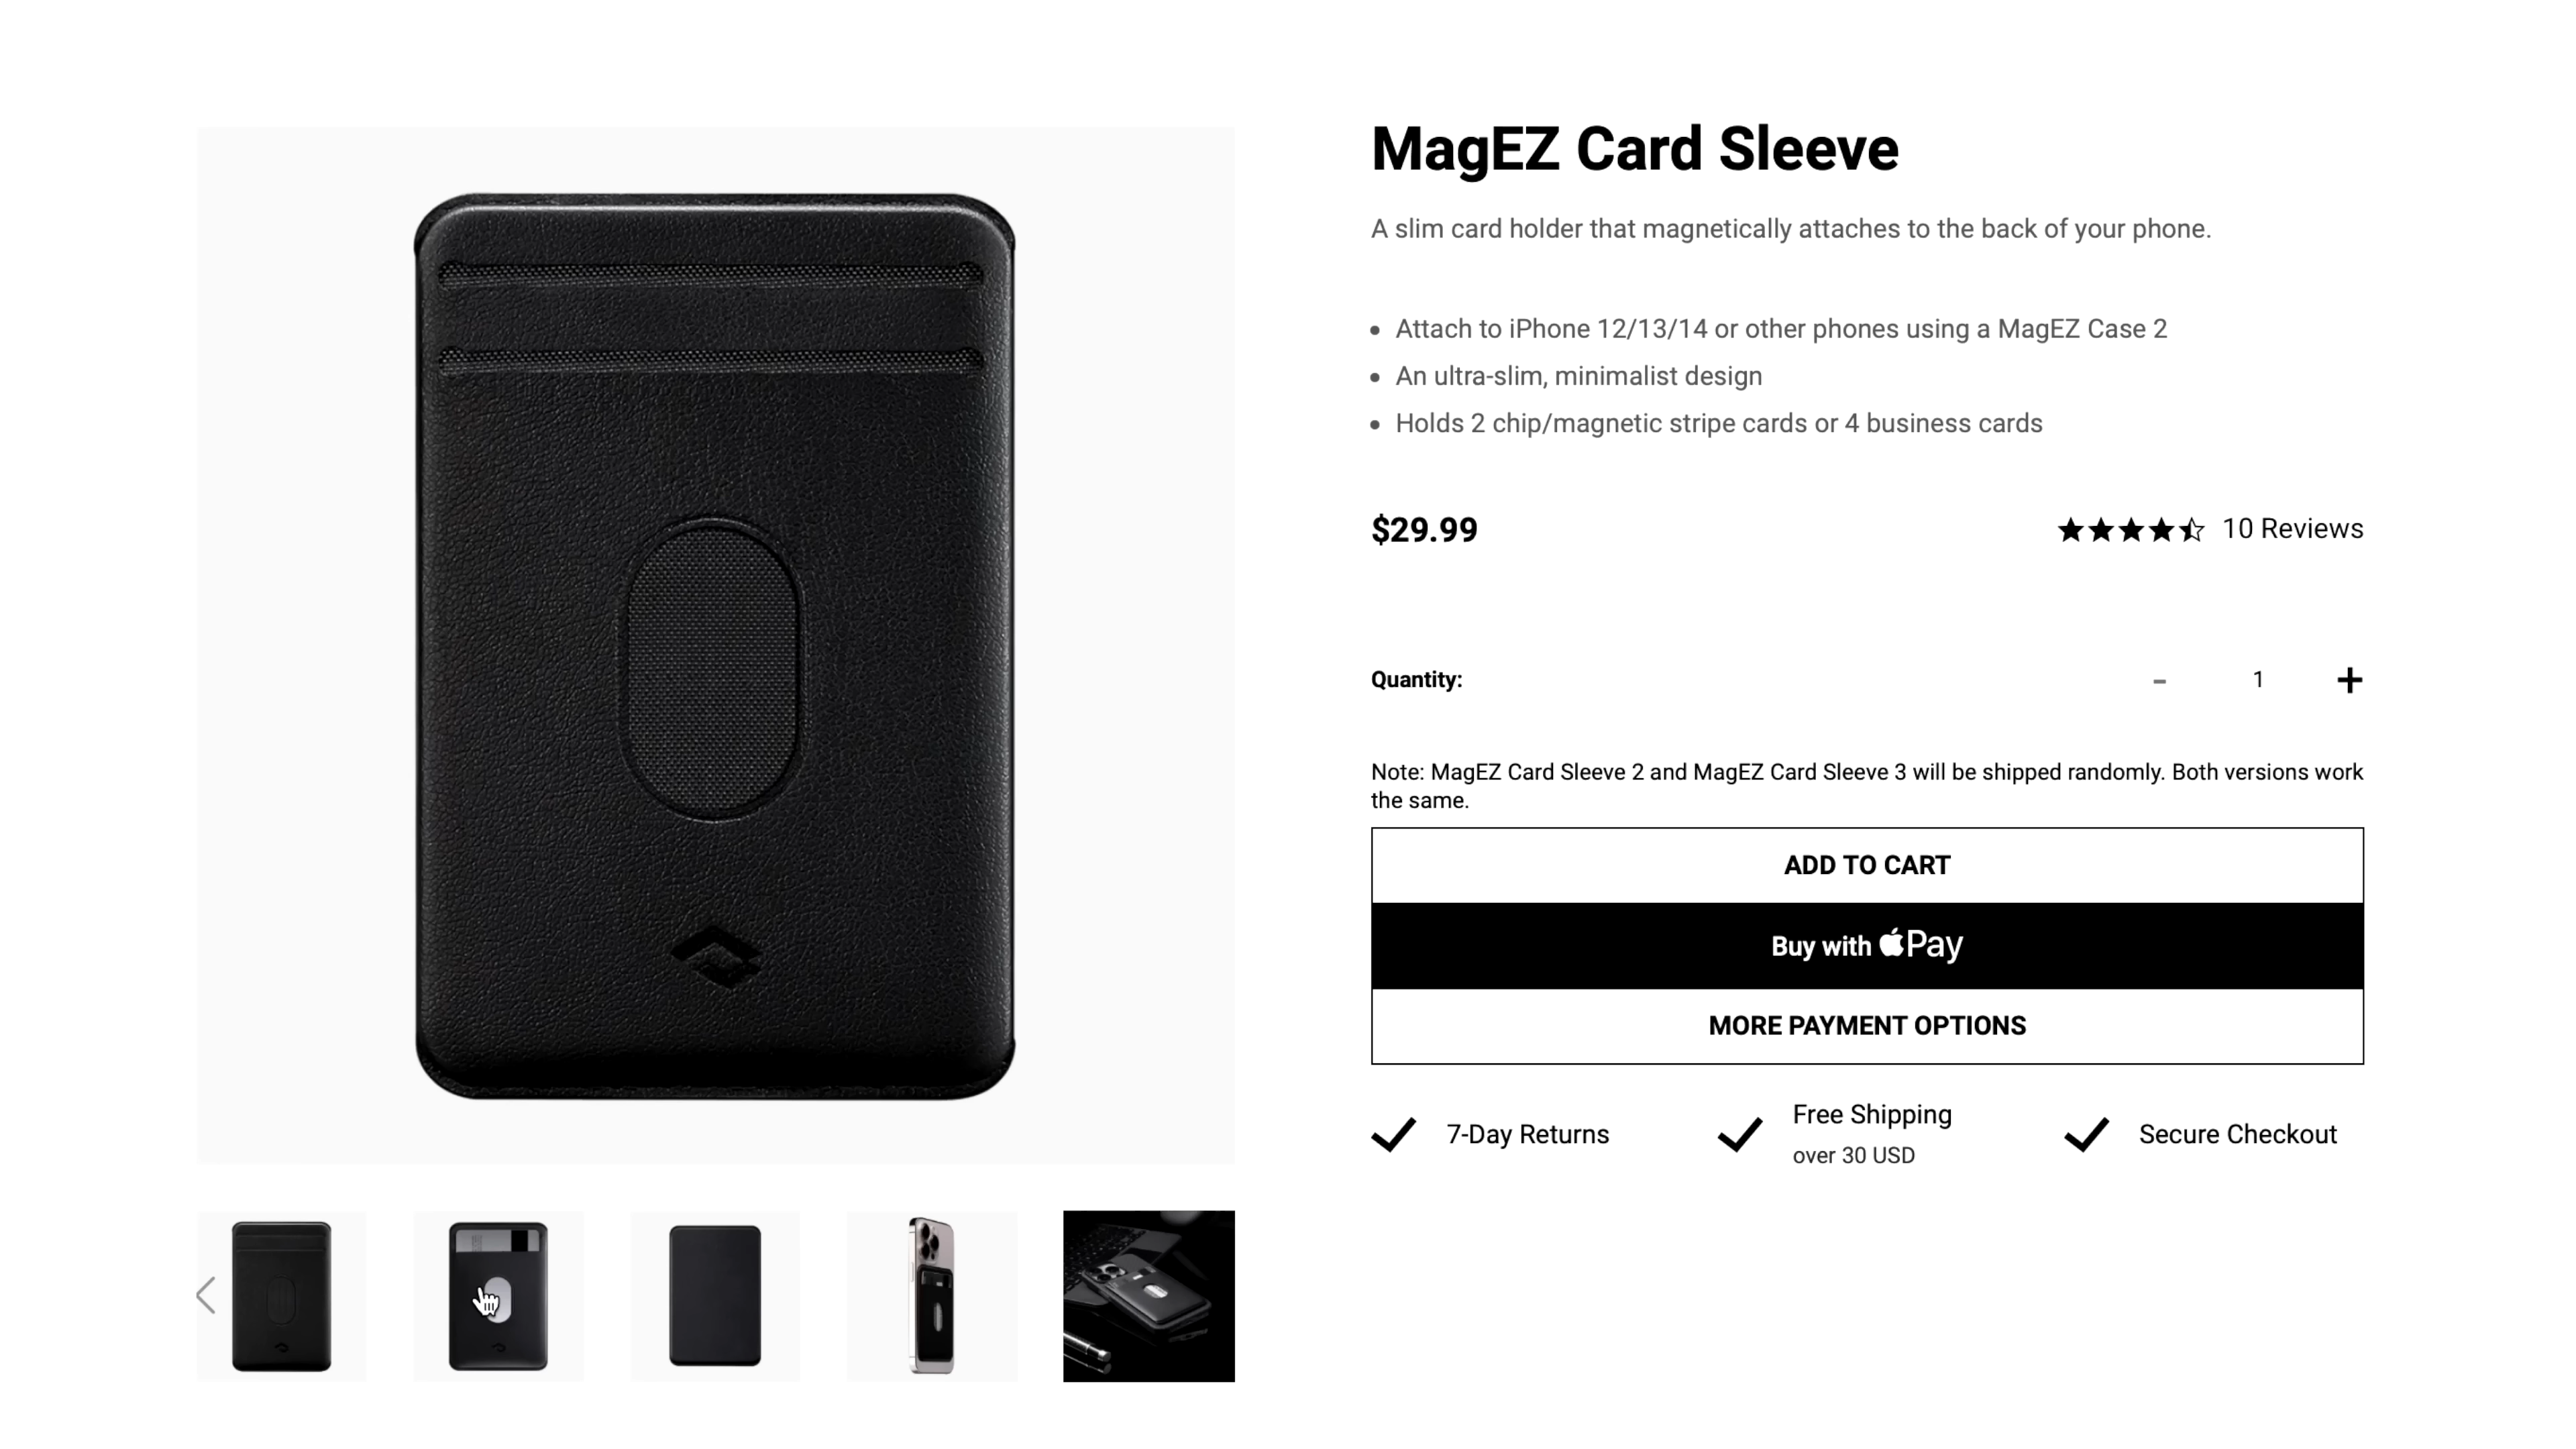 MagEZ Card Sleeve
A slim card holder that magnetically attaches to the back of your phone.
Attach to iPhone 12/13/14 or other phones using a MagEZ Case 2
An ultra-slim, minimalist design
Holds 2 chip/magnetic stripe cards or 4 business cards
$29.99
10 Reviews
Quantity:
- 1 +
Note: MagEZ Card Sleeve 2 and MagEZ Card Sleeve 3 will be shipped randomly. Both versions work
the same.
ADD TO CART
Buy with Pay
MORE PAYMENT OPTIONS
7-Day Returns
Free Shipping
over 30 USD
Secure Checkout